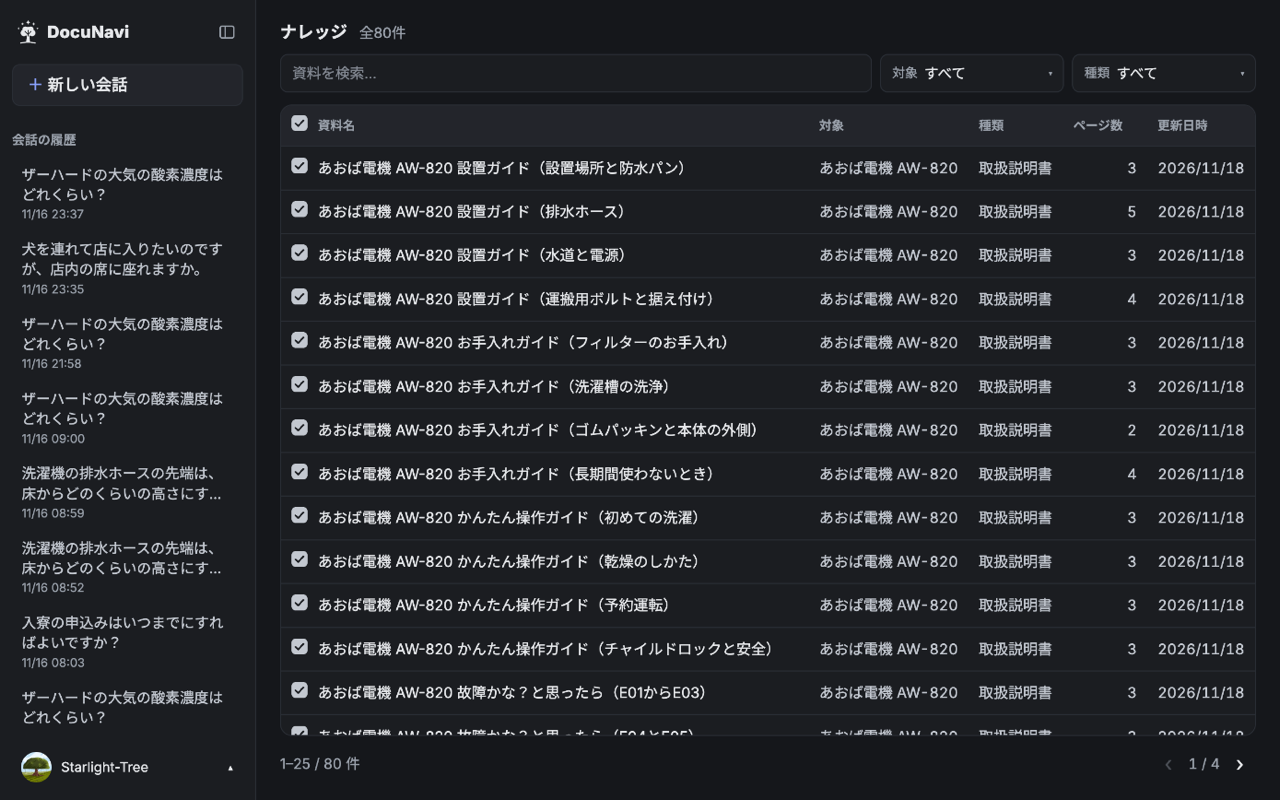 DocuNavi
+ 新しい会話
会話の履歴
ザーハードの大気の酸素濃度は
どれくらい？
11/16 23:37
犬を連れて店に入りたいのです
が、店内の席に座れますか。
11/16 23:35
ザーハードの大気の酸素濃度は
どれくらい？
11/16 21:58
ザーハードの大気の酸素濃度は
どれくらい？
11/16 09:00
洗濯機の排水ホースの先端は、
床からどのくらいの高さにす...
11/16 08:59
洗濯機の排水ホースの先端は、
床からどのくらいの高さにす...
11/16 08:52
入寮の申込みはいつまでにすれ
ばよいですか？
11/16 08:03
ザーハードの大気の酸素濃度は
どれくらい？
Starlight-Tree
ナレッジ 全80件
資料を検索... 対象 すべて 種類 すべて
資料名 対象 種類 ページ数 更新日時
あおば電機 AW-820 設置ガイド（設置場所と防水パン） あおば電機 AW-820 取扱説明書 3 2026/11/18
あおば電機 AW-820 設置ガイド（排水ホース） あおば電機 AW-820 取扱説明書 5 2026/11/18
あおば電機 AW-820 設置ガイド（水道と電源） あおば電機 AW-820 取扱説明書 3 2026/11/18
あおば電機 AW-820 設置ガイド（運搬用ボルトと据え付け） あおば電機 AW-820 取扱説明書 4 2026/11/18
あおば電機 AW-820 お手入れガイド（フィルターのお手入れ） あおば電機 AW-820 取扱説明書 3 2026/11/18
あおば電機 AW-820 お手入れガイド（洗濯槽の洗浄） あおば電機 AW-820 取扱説明書 3 2026/11/18
あおば電機 AW-820 お手入れガイド（ゴムパッキンと本体の外側） あおば電機 AW-820 取扱説明書 2 2026/11/18
あおば電機 AW-820 お手入れガイド（長期間使わないとき） あおば電機 AW-820 取扱説明書 4 2026/11/18
あおば電機 AW-820 かんたん操作ガイド（初めての洗濯） あおば電機 AW-820 取扱説明書 3 2026/11/18
あおば電機 AW-820 かんたん操作ガイド（乾燥のしかた） あおば電機 AW-820 取扱説明書 3 2026/11/18
あおば電機 AW-820 かんたん操作ガイド（予約運転） あおば電機 AW-820 取扱説明書 3 2026/11/18
あおば電機 AW-820 かんたん操作ガイド（チャイルドロックと安全） あおば電機 AW-820 取扱説明書 3 2026/11/18
あおば電機 AW-820 故障かな？と思ったら（E01からE03） あおば電機 AW-820 取扱説明書 3 2026/11/18
1–25 / 80 件 1 / 4